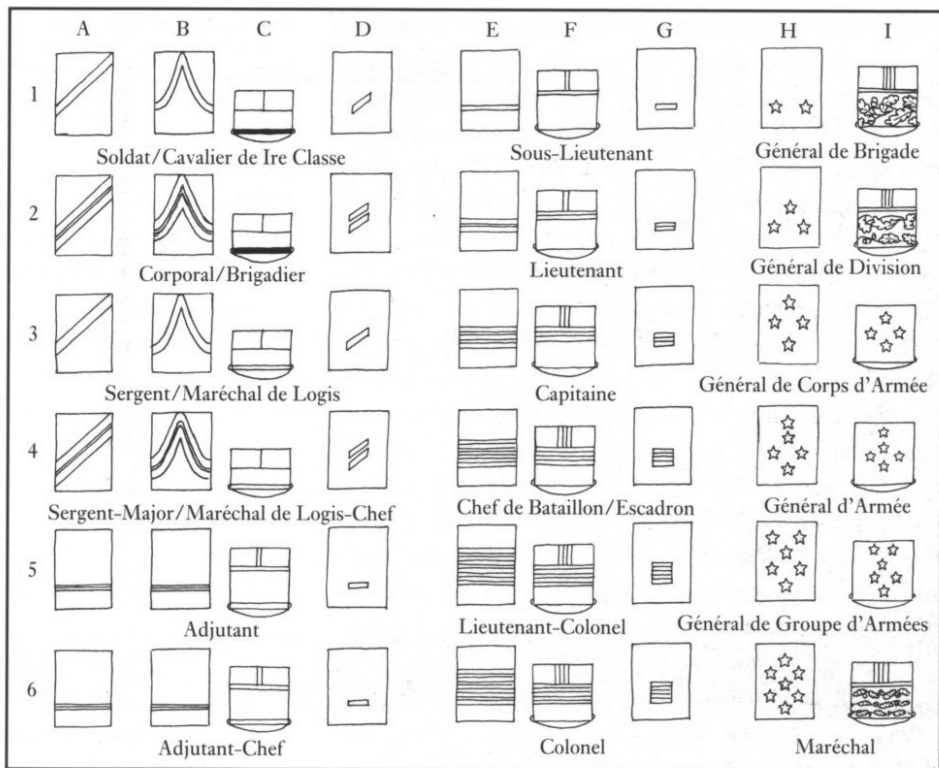 A B C D E F G H I
1
Soldat/Cavalier de Ire Classe Sous-Lieutenant Général de Brigade
2
Corporal/Brigadier Lieutenant Général de Division
3
Sergent/Maréchal de Logis Capitaine Général de Corps d'Armée
4
Sergent-Major/Maréchal de Logis-Chef Chef de Bataillon/Escadron Général d'Armée
5
Adjutant Lieutenant-Colonel Général de Groupe d'Armées
6
Adjutant-Chef Colonel Maréchal